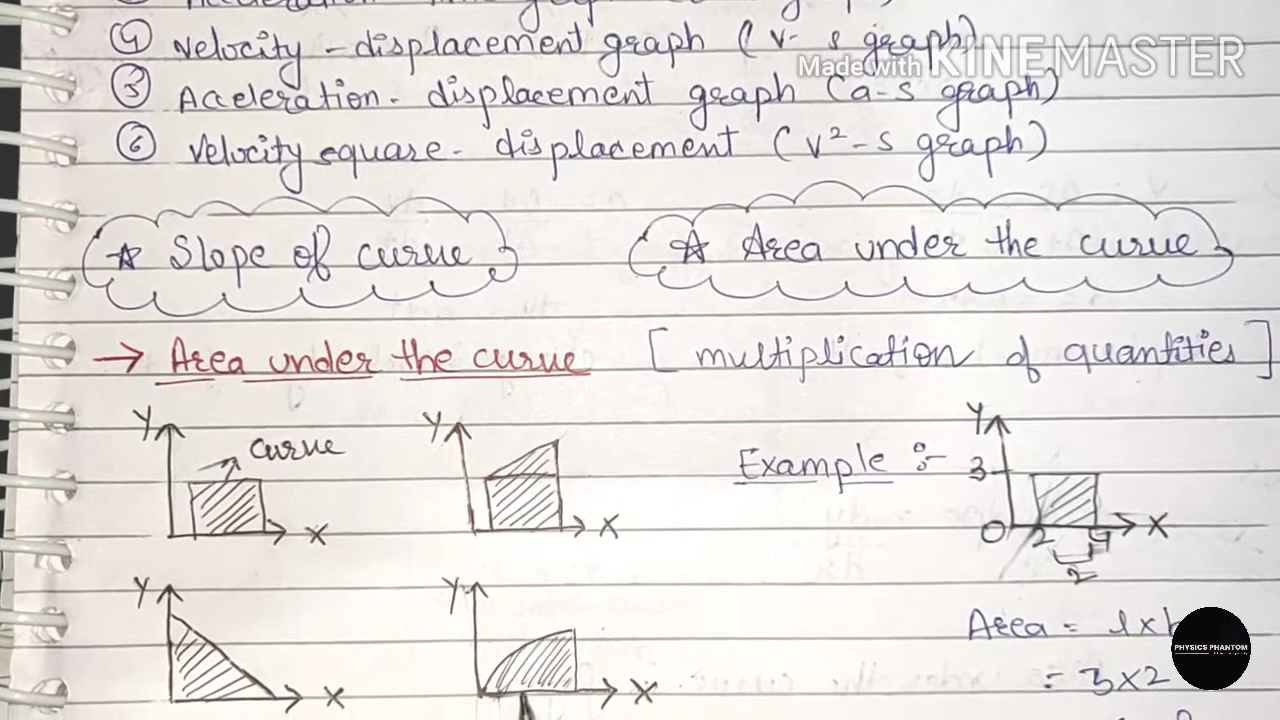 ④ Velocity - displacement graph (v- s graph)
Made with KINEMASTER
⑤ Acceleration - displacement graph (a-s graph)
⑥ Velocity square - displacement (v²-s graph)
☆ Slope of curve
☆ Area under the curve
→ Area under the curve [multiplication of quantities]
Y curve X
Y X
Example :-
Y 3 O 2 4 X
2
Y X
Y X
Area = l x b
= 3x2
PHYSICS PHANTOM